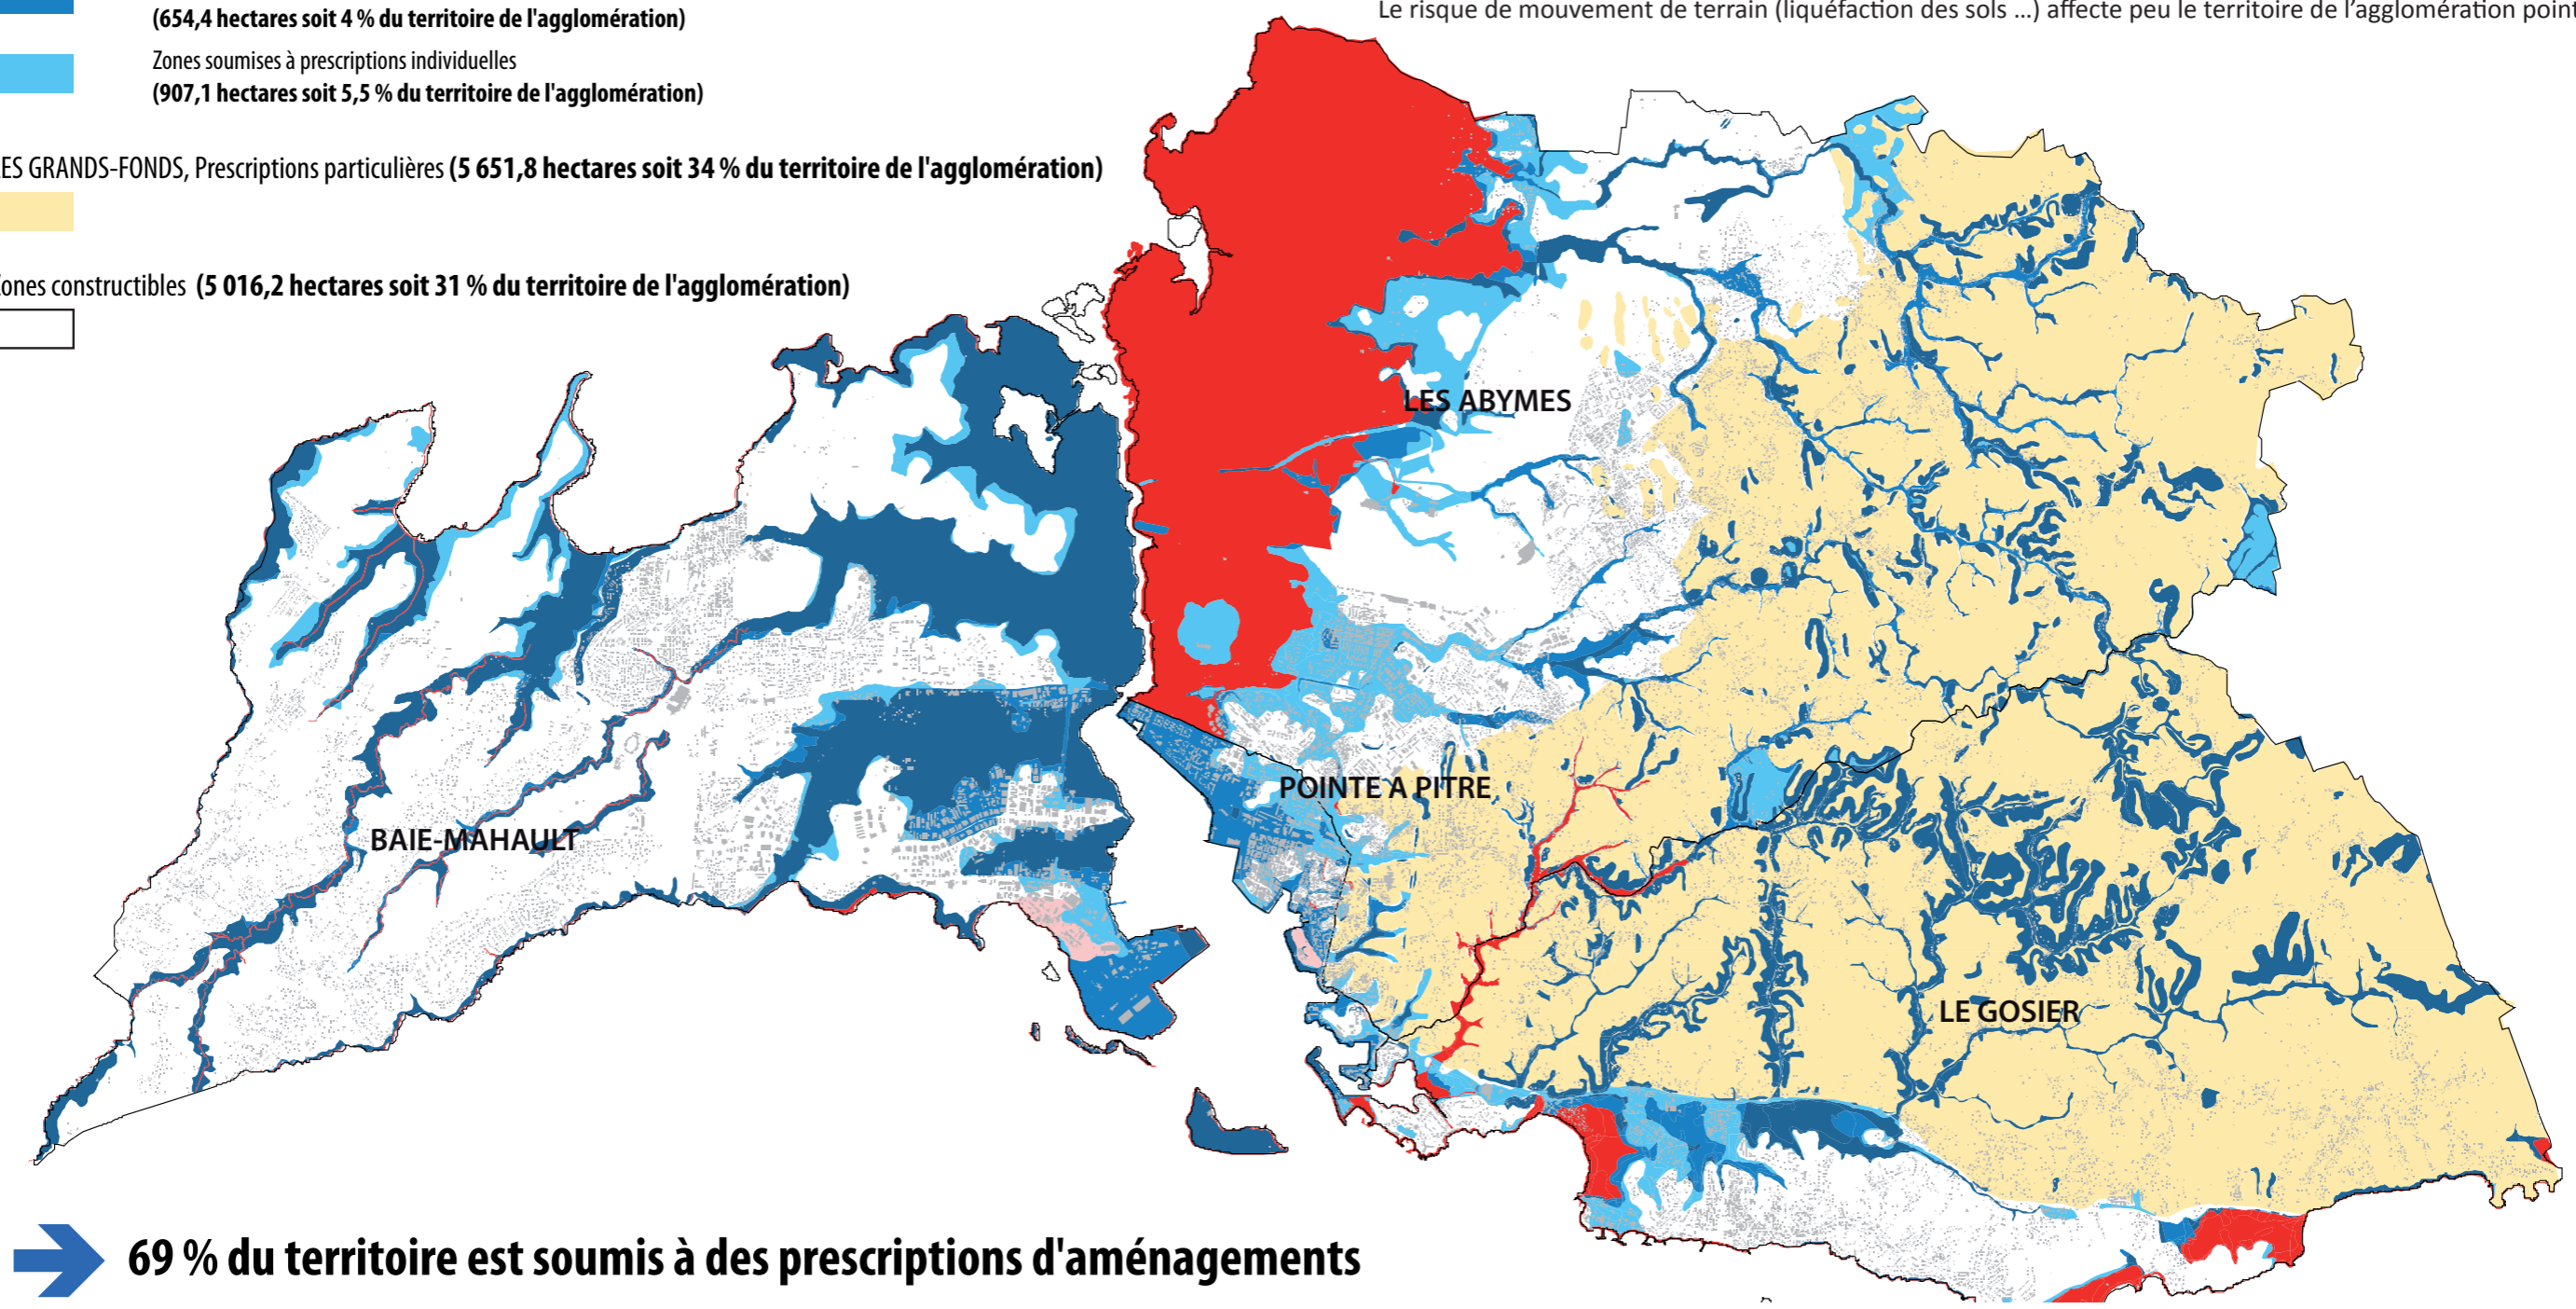 (654,4 hectares soit 4 % du territoire de l'agglomération)
Le risque de mouvement de terrain (liquéfaction des sols ...) affecte peu le territoire de l'agglomération point
Zones soumises à prescriptions individuelles
(907,1 hectares soit 5,5 % du territoire de l'agglomération)
ES GRANDS-FONDS, Prescriptions particulières (5 651,8 hectares soit 34 % du territoire de l'agglomération)
Zones constructibles (5 016,2 hectares soit 31 % du territoire de l'agglomération)
LES ABYMES
POINTE A PITRE
BAIE-MAHAULT
LE GOSIER
69 % du territoire est soumis à des prescriptions d'aménagements